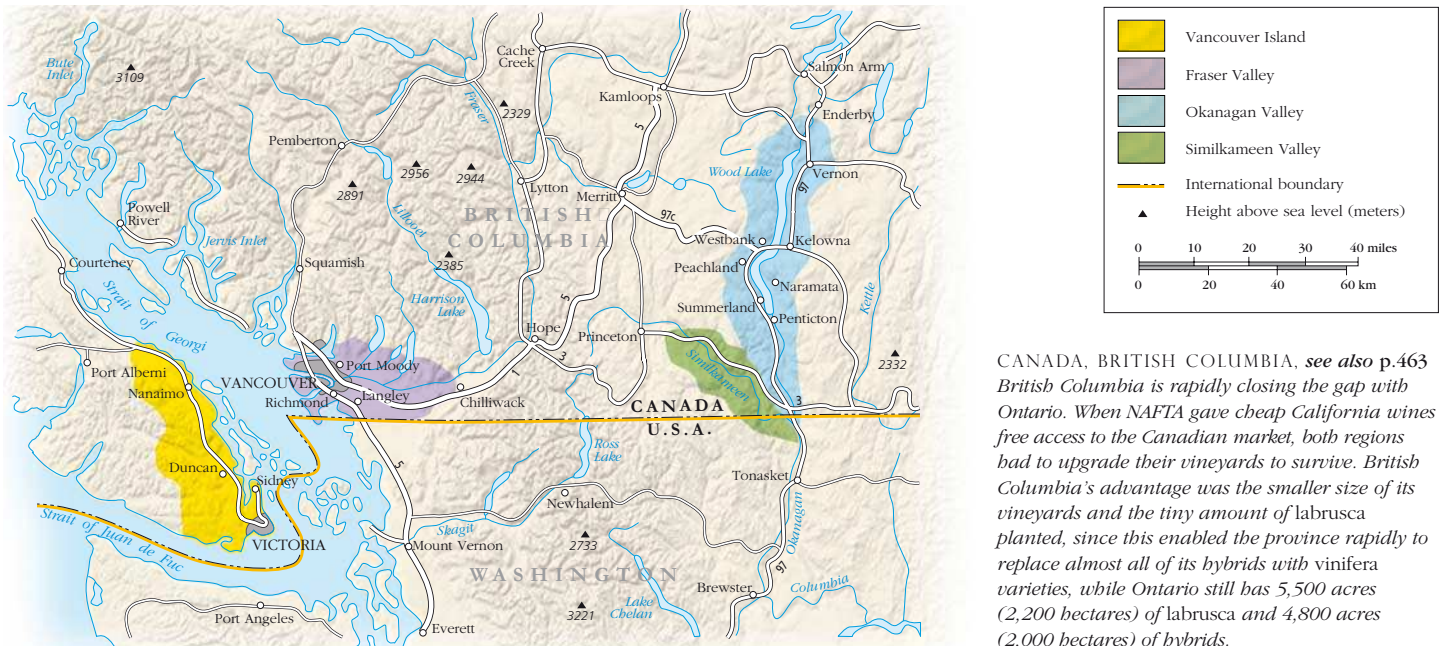 Bute
Inlet
3109
Cache
Creek
Salmon Arm
Kamloops
Enderby
Fraser
2329
5
Pemberton
2956
2944
2891
Lytton
Wood Lake
Vernon
97
Merritt
Lillooet
BRITISH
COLUMBIA
97c
Powell
River
Jervis Inlet
Westbank
Kelowna
Courteney
Squamish
2385
Peachland
Naramata
Kettle
Strait of Georgi
Harrison
Lake
5
Summerland
Penticton
Hope
Princeton
3
Port Moody
Similkameen
2332
Port Alberni
Nanaimo
VANCOUVER
Richmond
Langley
1
Chilliwack
CANADA
3
U.S.A.
Ross
Lake
5
Duncan
Sidney
Tonasket
Newhalem
Okanagan
Strait of
Juan de Fuc
VICTORIA
Skagit
Mount Vernon
2733
WASHINGTON
97
Brewster
Columbia
Lake
Chelan
3221
Port Angeles
Everett
Vancouver Island
Fraser Valley
Okanagan Valley
Similkameen Valley
International boundary
Height above sea level (meters)
0 10 20 30 40 miles
0 20 40 60 km
CANADA, BRITISH COLUMBIA, see also p.463
British Columbia is rapidly closing the gap with
Ontario. When NAFTA gave cheap California wines
free access to the Canadian market, both regions
had to upgrade their vineyards to survive. British
Columbia's advantage was the smaller size of its
vineyards and the tiny amount of labrusca
planted, since this enabled the province rapidly to
replace almost all of its hybrids with vinifera
varieties, while Ontario still has 5,500 acres
(2,200 hectares) of labrusca and 4,800 acres
(2,000 hectares) of hybrids.